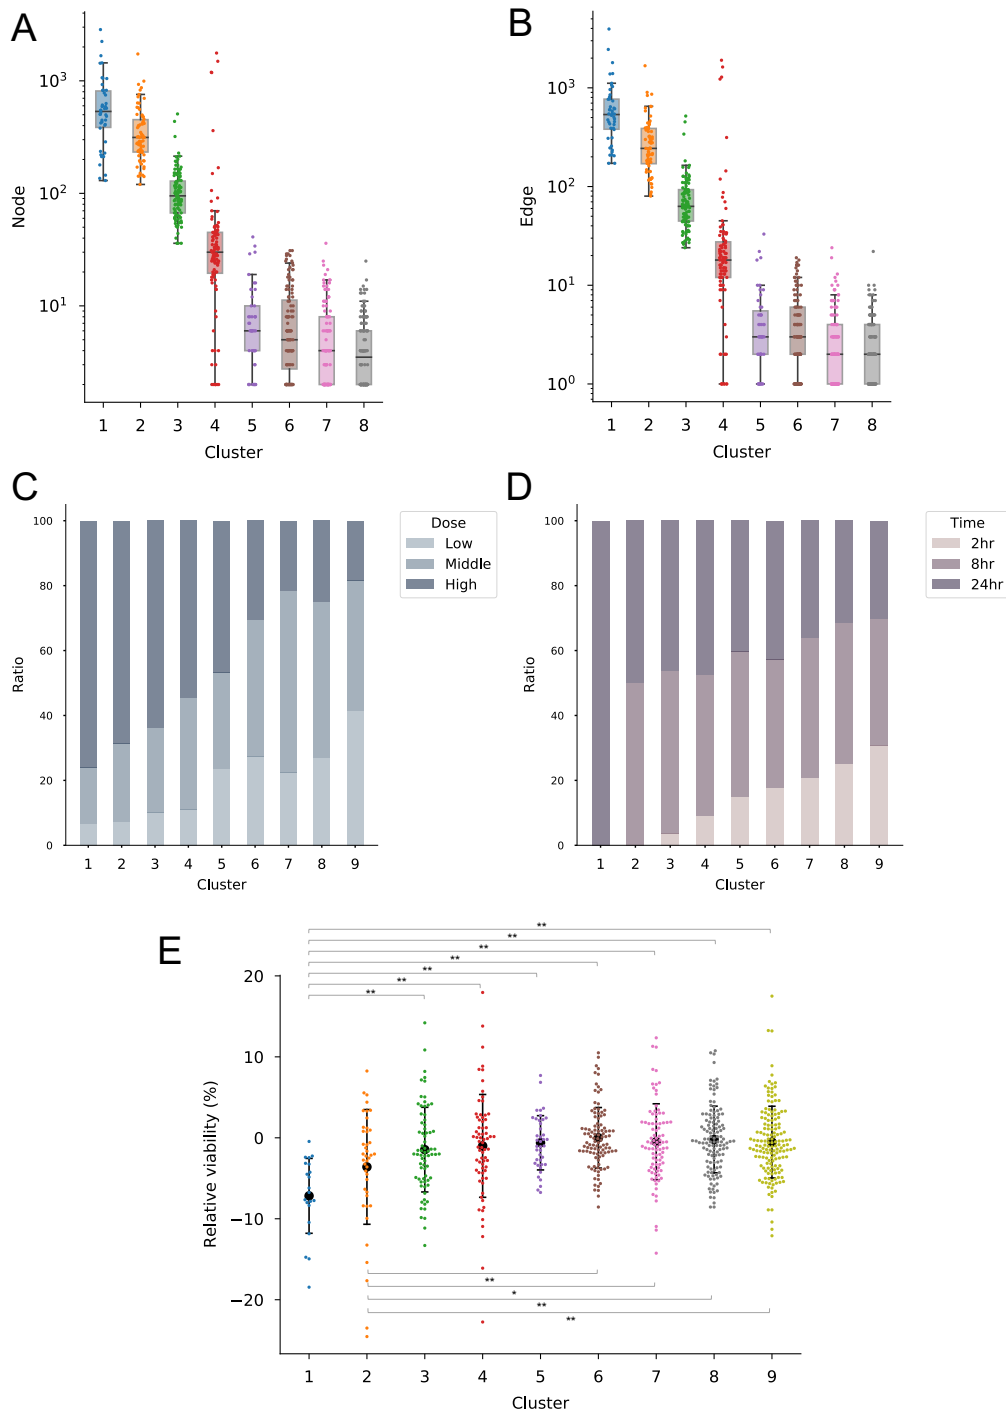 A
B
10³
10²
10¹
Node
1 2 3 4 5 6 7 8
Cluster
10³
10²
10¹
10⁰
Edge
1 2 3 4 5 6 7 8
Cluster
C
D
100
80
60
40
20
0
Ratio
1 2 3 4 5 6 7 8 9
Cluster
Dose
Low
Middle
High
100
80
60
40
20
0
Ratio
1 2 3 4 5 6 7 8 9
Cluster
Time
2hr
8hr
24hr
E
**
**
**
**
**
**
**
20
10
0
−10
−20
Relative viability (%)
**
*
**
**
1 2 3 4 5 6 7 8 9
Cluster